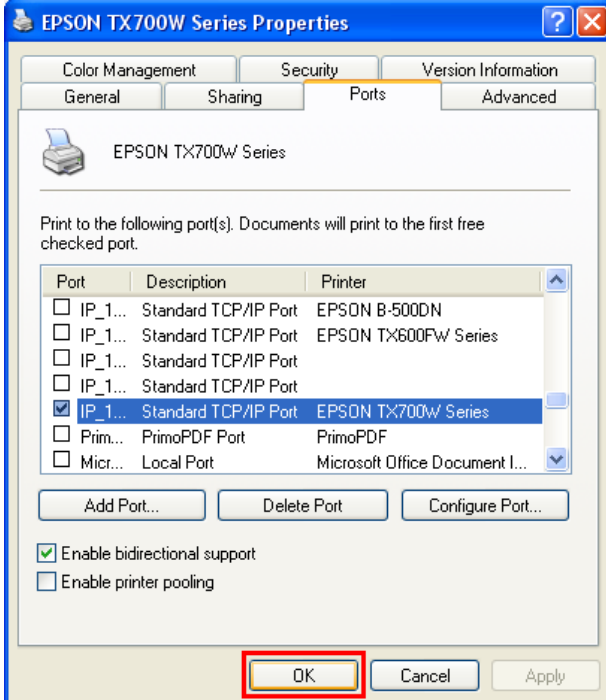 EPSON TX700W Series Properties
Color Management Security Version Information
General Sharing Ports Advanced
EPSON TX700W Series
Print to the following port(s). Documents will print to the first free
checked port.
Port Description Printer
IP_1... Standard TCP/IP Port EPSON B-500DN
IP_1... Standard TCP/IP Port EPSON TX600FW Series
IP_1... Standard TCP/IP Port
IP_1... Standard TCP/IP Port
IP_1... Standard TCP/IP Port EPSON TX700W Series
Prim... PrimoPDF Port PrimoPDF
Micr... Local Port Microsoft Office Document I...
Add Port... Delete Port Configure Port...
Enable bidirectional support
Enable printer pooling
OK Cancel Apply